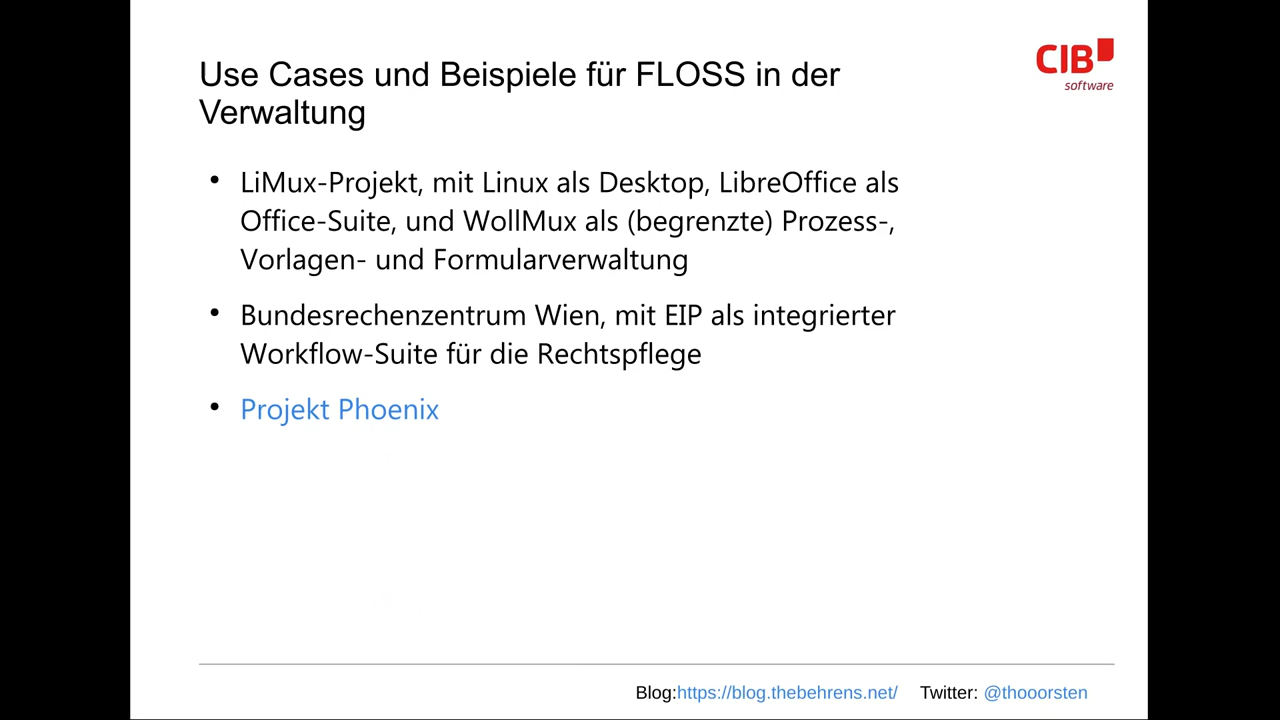 Use Cases und Beispiele für FLOSS in der
Verwaltung
CIB
software
• LiMux-Projekt, mit Linux als Desktop, LibreOffice als
Office-Suite, und WollMux als (begrenzte) Prozess-,
Vorlagen- und Formularverwaltung
• Bundesrechenzentrum Wien, mit EIP als integrierter
Workflow-Suite für die Rechtspflege
• Projekt Phoenix
Blog:https://blog.thebehrens.net/ Twitter: @thooorsten